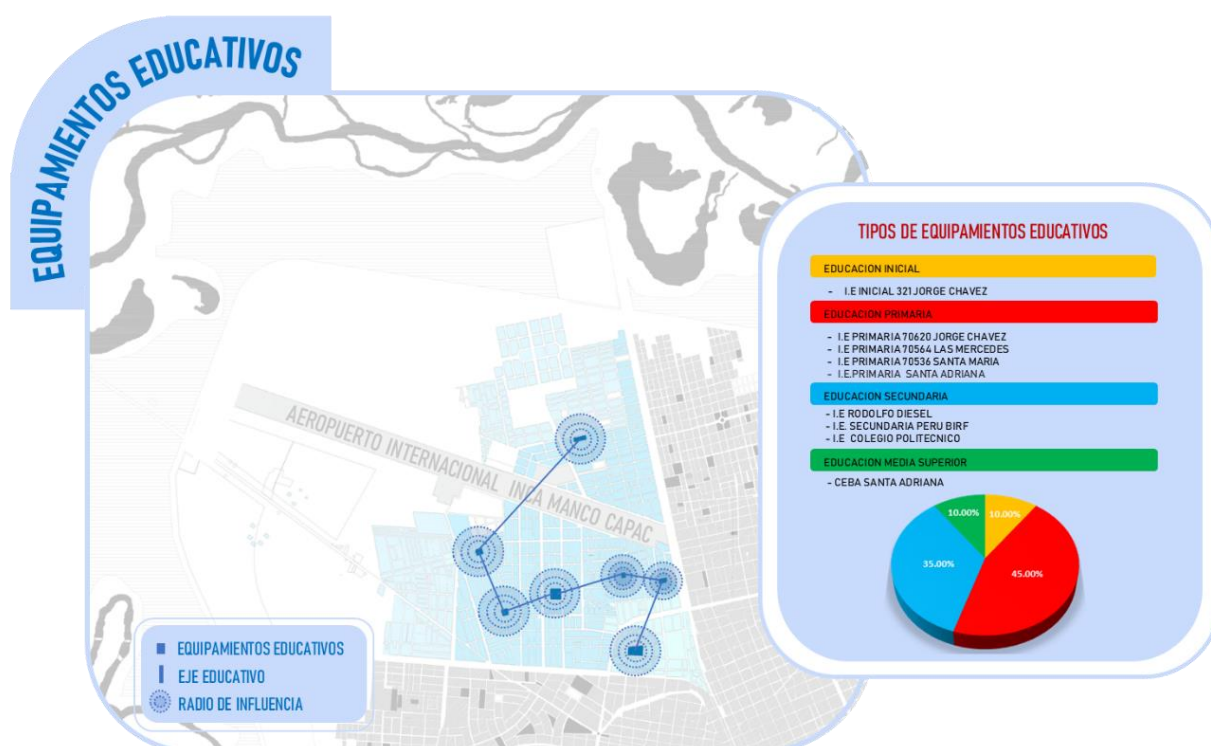 EQUIPAMIENTOS EDUCATIVOS
AEROPUERTO INTERNACIONAL INCA MANCO CAPAC
EQUIPAMIENTOS EDUCATIVOS
EJE EDUCATIVO
RADIO DE INFLUENCIA
TIPOS DE EQUIPAMIENTOS EDUCATIVOS
EDUCACION INICIAL
- I.E INICIAL 321 JORGE CHAVEZ
EDUCACION PRIMARIA
- I.E PRIMARIA 70620 JORGE CHAVEZ
- I.E PRIMARIA 70564 LAS MERCEDES
- I.E PRIMARIA 70536 SANTA MARIA
- I.E.PRIMARIA SANTA ADRIANA
EDUCACION SECUNDARIA
- I.E RODOLFO DIESEL
- I.E. SECUNDARIA PERU BIRF
- I.E COLEGIO POLITECNICO
EDUCACION MEDIA SUPERIOR
- CEBA SANTA ADRIANA
10.00%
10.00%
35.00%
45.00%